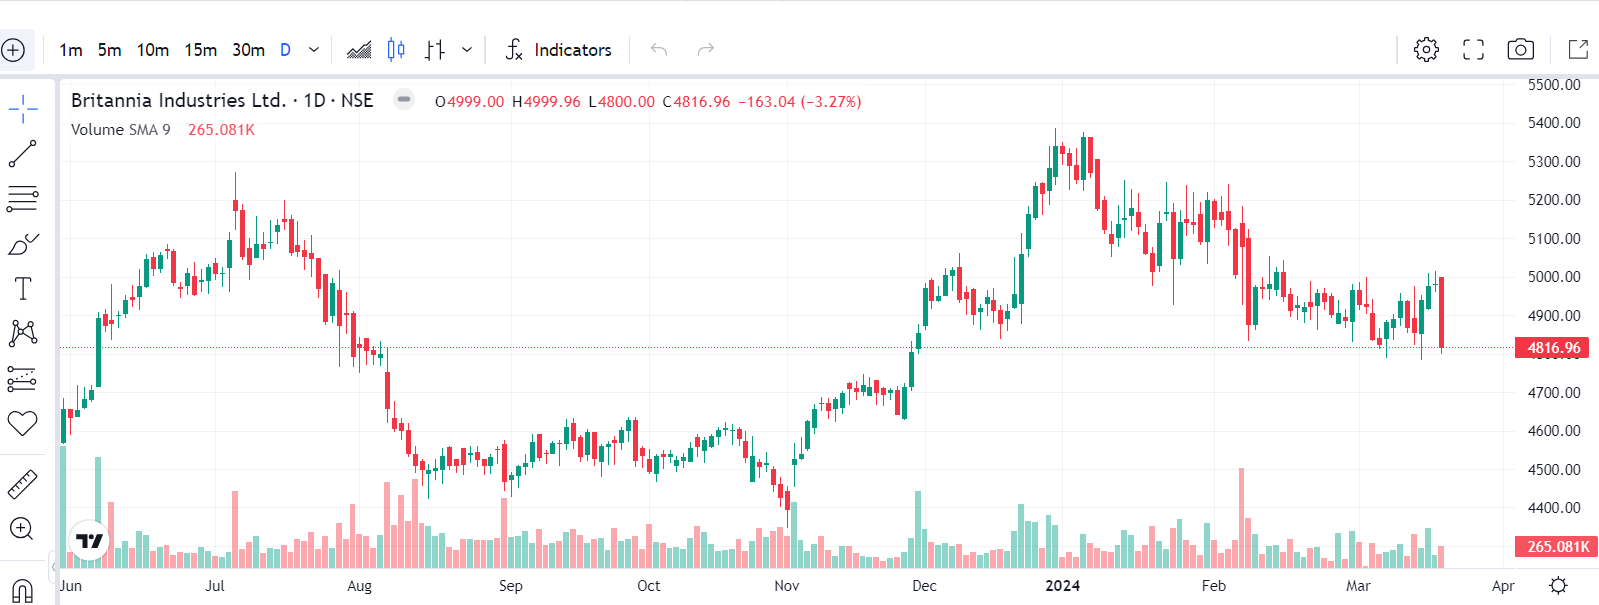 1m 5m 10m 15m 30m D Indicators
Britannia Industries Ltd. · 1D · NSE O4999.00 H4999.96 L4800.00 C4816.96 −163.04 (−3.27%)
Volume SMA 9 265.081K
5500.00
5400.00
5300.00
5200.00
5100.00
5000.00
4900.00
4816.96
4700.00
4600.00
4500.00
4400.00
265.081K
Jun Jul Aug Sep Oct Nov Dec 2024 Feb Mar Apr